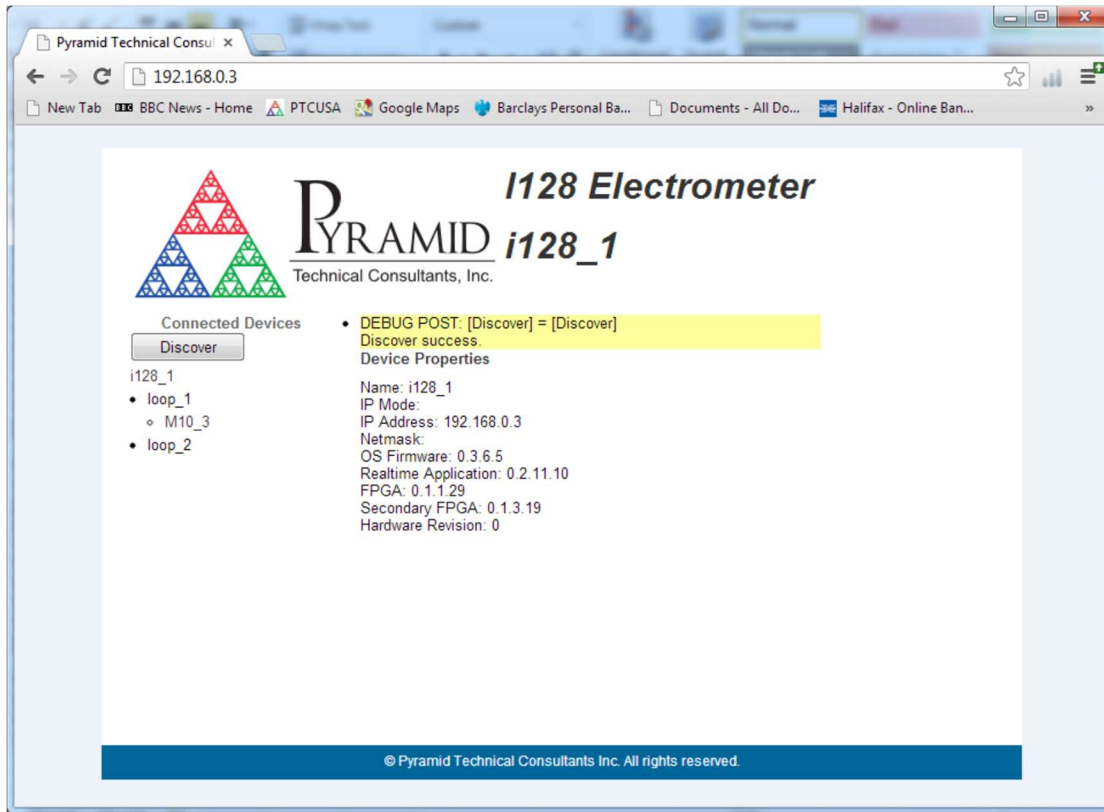 Pyramid Technical Consul
192.168.0.3
New Tab BBC News - Home PTCUSA Google Maps Barclays Personal Ba... Documents - All Do... Halifax - Online Ban... »
PYRAMID
Technical Consultants, Inc.
I128 Electrometer
i128_1
Connected Devices
Discover
i128_1
• loop_1
◦ M10_3
• loop_2
• DEBUG POST: [Discover] = [Discover]
Discover success.
Device Properties
Name: i128_1
IP Mode:
IP Address: 192.168.0.3
Netmask:
OS Firmware: 0.3.6.5
Realtime Application: 0.2.11.10
FPGA: 0.1.1.29
Secondary FPGA: 0.1.3.19
Hardware Revision: 0
© Pyramid Technical Consultants Inc. All rights reserved.